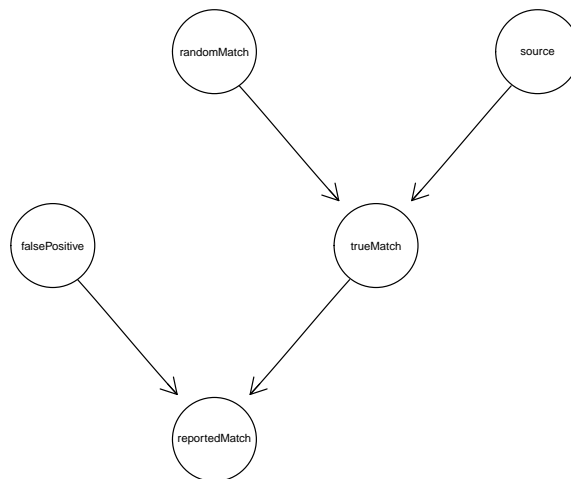 randomMatch
source
falsePositive
trueMatch
reportedMatch